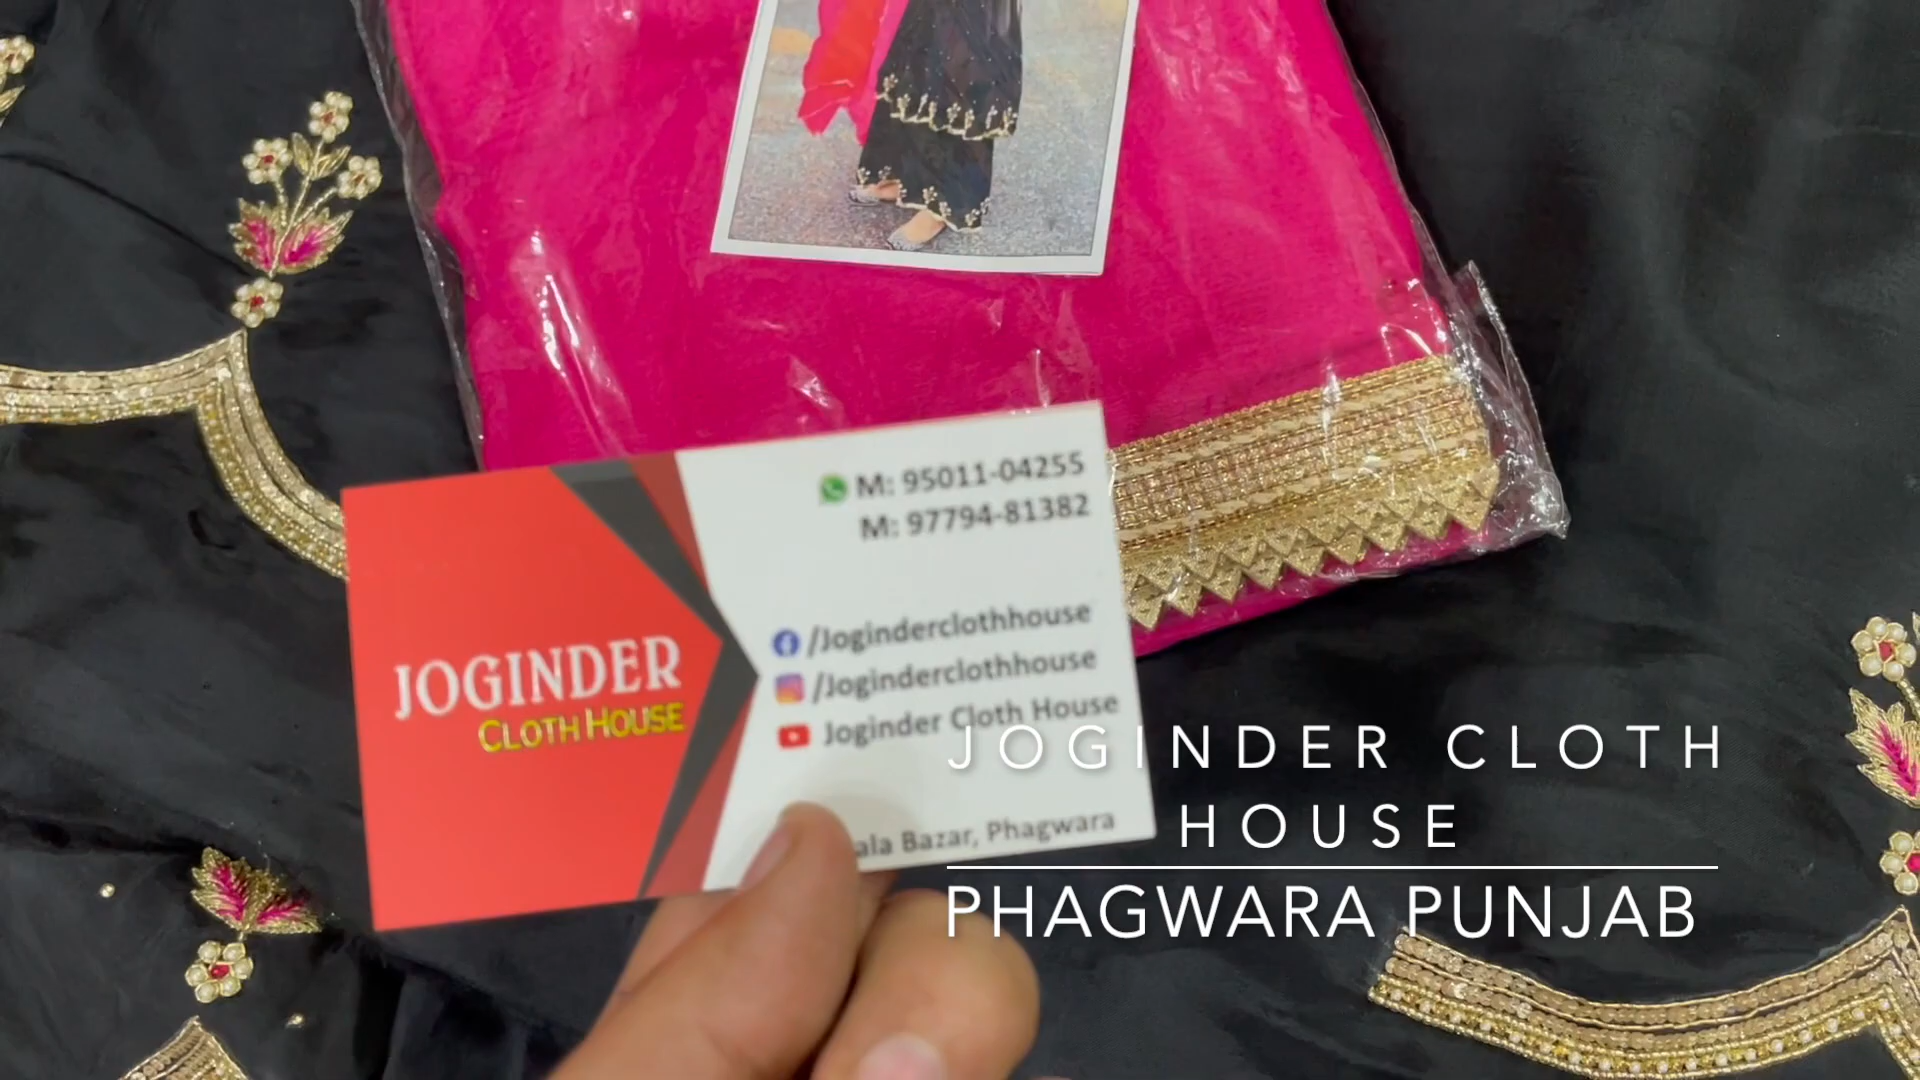 M: 95011-04255
M: 97794-81382
/Joginderclothhouse
/Joginderclothhouse
Joginder Cloth House
Bazar, Phagwara
JOGINDER
CLOTH HOUSE
JOGINDER CLOTH
HOUSE
PHAGWARA PUNJAB